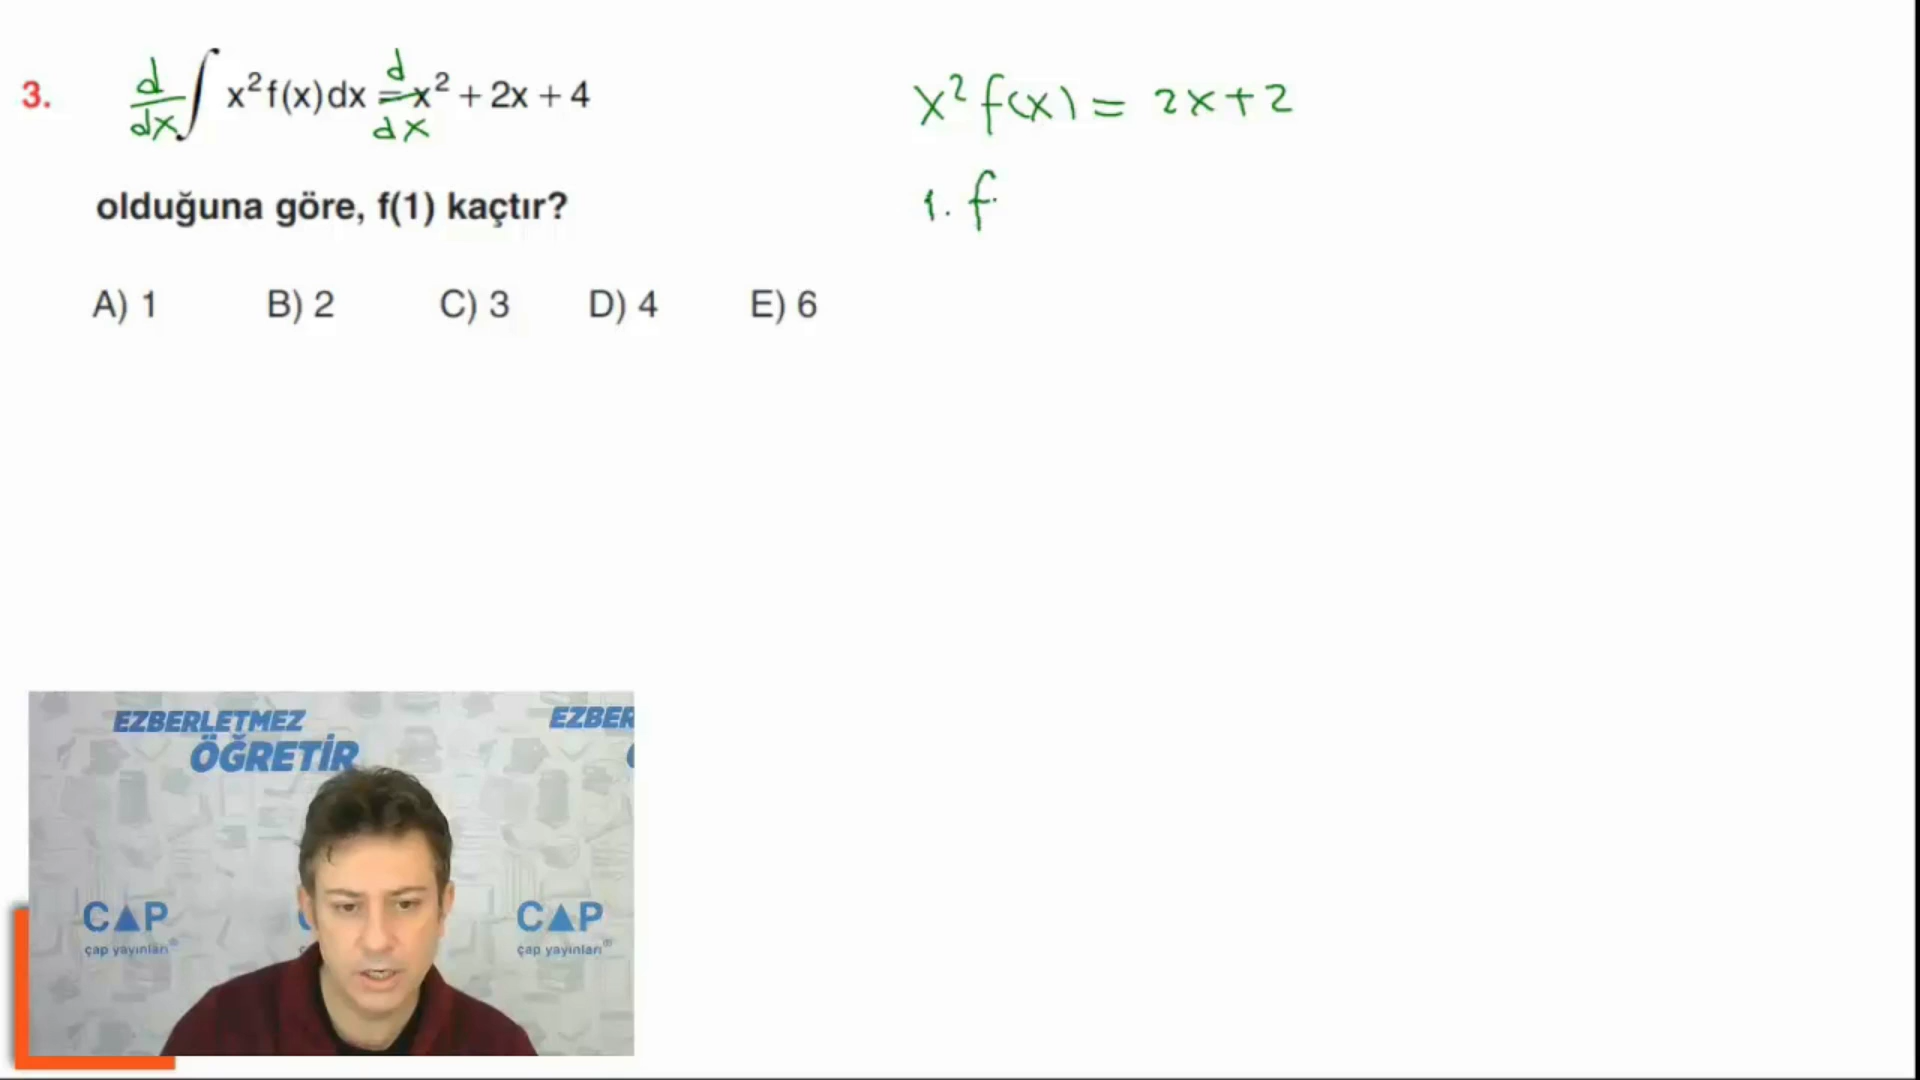 3. d/dx ∫ x²f(x)dx = d/dx x² + 2x + 4
olduğuna göre, f(1) kaçtır?
A) 1 B) 2 C) 3 D) 4 E) 6
x² f(x) = 2x+2
1. f
EZBERLETMEZ
ÖĞRETİR
EZBER
CAP
çap yayınları®
CAP
çap yayınları®